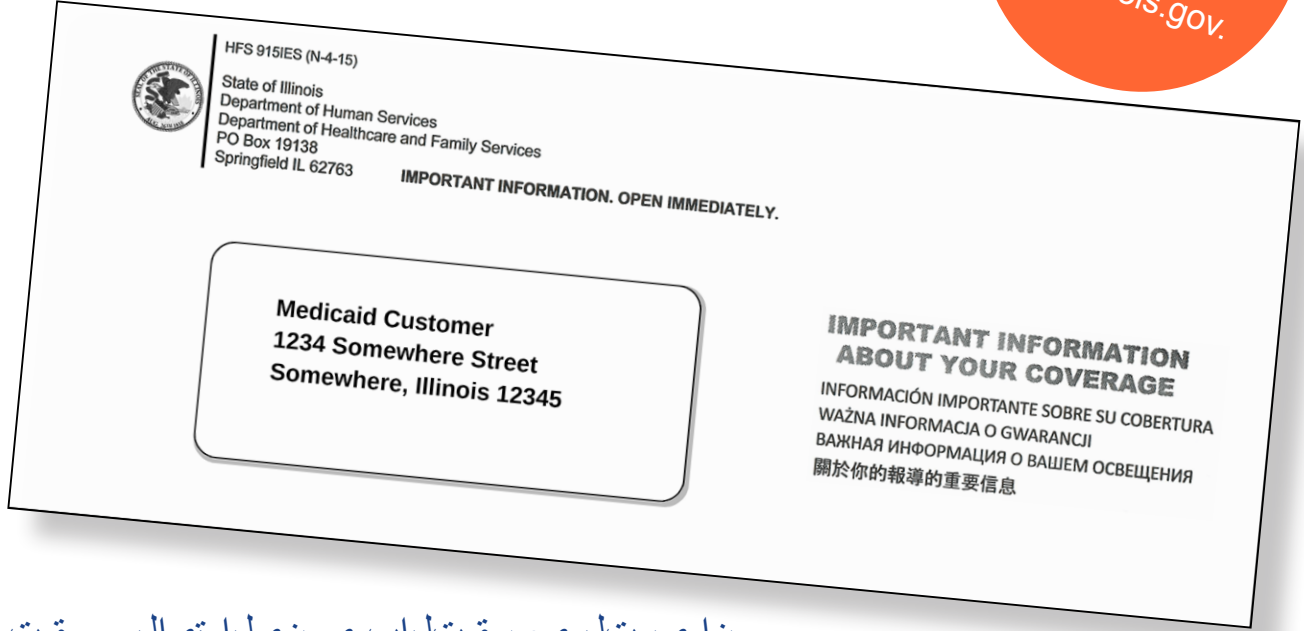 ois.gov.
HFS 915IES (N-4-15)
State of Illinois
Department of Human Services
Department of Healthcare and Family Services
PO Box 19138
Springfield IL 62763
IMPORTANT INFORMATION. OPEN IMMEDIATELY.
Medicaid Customer
1234 Somewhere Street
Somewhere, Illinois 12345
IMPORTANT INFORMATION
ABOUT YOUR COVERAGE
INFORMACIÓN IMPORTANTE SOBRE SU COBERTURA
WAŻNA INFORMACJA O GWARANCJI
ВАЖНАЯ ИНФОРМАЦИЯ О ВАШЕМ ОСВЕЩЕНИЯ
關於你的報導的重要信息